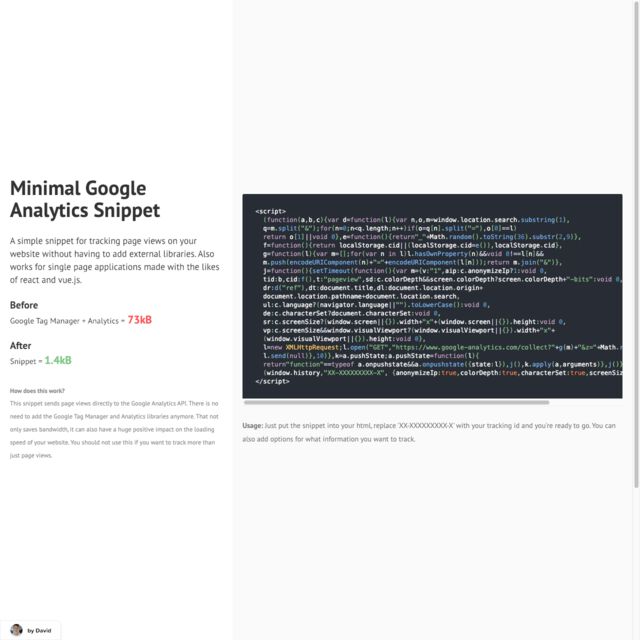 Minimal Google
Analytics Snippet
A simple snippet for tracking page views on your
website without having to add external libraries. Also
works for single page applications made with the likes
of react and vue.js.
Before
Google Tag Manager + Analytics = 73kB
After
Snippet = 1.4kB
How does this work?
This snippet sends page views directly to the Google Analytics API. There is no
need to add the Google Tag Manager and Analytics libraries anymore. That not
only saves bandwidth, it can also have a huge positive impact on the loading
speed of your website. You should not use this if you want to track more than
just page views.
by David
<script>
(function(a,b,c){var d=function(l){var n,o,m=window.location.search.substring(1),
q=m.split("&");for(m=0;n<q.length;n++)if(o=q[n].split("="),o[0]==l)
return o[1]||void 0},e=function(){return"_"+Math.random().toString(36).substr(2,9)},
f=function(){return localStorage.cid||(localStorage.cid=e()),localStorage.cid},
g=function(l){var m=[];for(var n in l)l.hasOwnProperty(n)&&void 0!==l[n]&&
m.push(encodeURIComponent(n)+"="+encodeURIComponent(l[n]));return m.join("&")},
j=function(){setTimeout(function(){var m={v:"1",aip:c.anonymizeIp?1:void 0,
tid:b,cid:f(),t:"pageview",sd:c.colorDepth&&screen.colorDepth?screen.colorDepth+"-bits":void 0,
dr:d("ref"),dt:document.title,dl:document.location.origin+
document.location.pathname+document.location.search,
ul:c.language?(navigator.language||"").toLowerCase():void 0,
de:c.characterSet?document.characterSet:void 0,
sr:c.screenSize?(window.screen||{}).width+"x"+(window.screen||{}).height:void 0,
vp:c.screenSize&&window.visualViewport?(window.visualViewport||{}).width+"x"+
(window.visualViewport||{}).height:void 0},
l=new XMLHttpRequest;l.open("GET","https://www.google-analytics.com/collect?"+g(m)+"&z="+Math.r
l.send(null)},10)},k=a.pushState;a.pushState=function(l){
return"function"==typeof a.onpushstate&&a.onpushstate({state:l}),j(),k.apply(a,arguments)},j()}
(window.history,"XX-XXXXXXXXX-X", {anonymizeIp:true,colorDepth:true,characterSet:true,screenSiz
</script>
Usage: Just put the snippet into your html, replace 'XX-XXXXXXXXX-X' with your tracking id and you're ready to go. You can
also add options for what information you want to track.